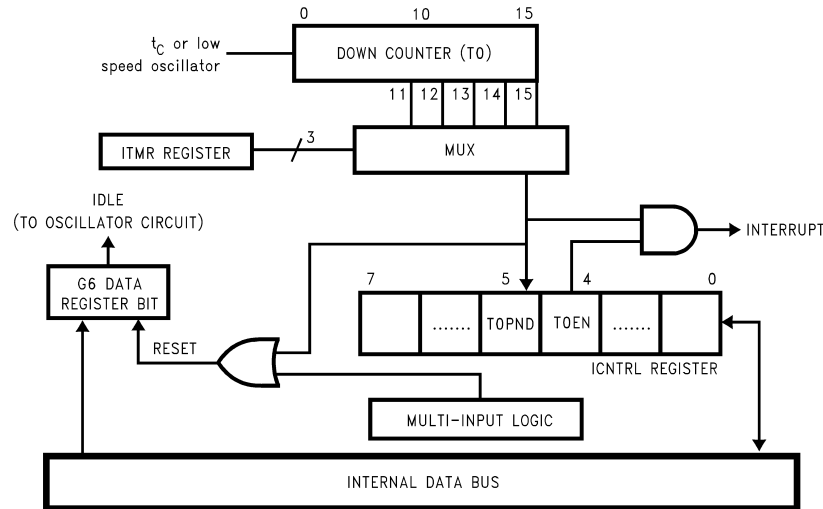 0 10 15
t_C or low
speed oscillator
DOWN COUNTER (T0)
11 12 13 14 15
ITMR REGISTER
3
MUX
IDLE
(TO OSCILLATOR CIRCUIT)
INTERRUPT
G6 DATA
REGISTER BIT
7 5 4 0
....... T0PND T0EN .......
RESET
ICNTRL REGISTER
MULTI-INPUT LOGIC
INTERNAL DATA BUS